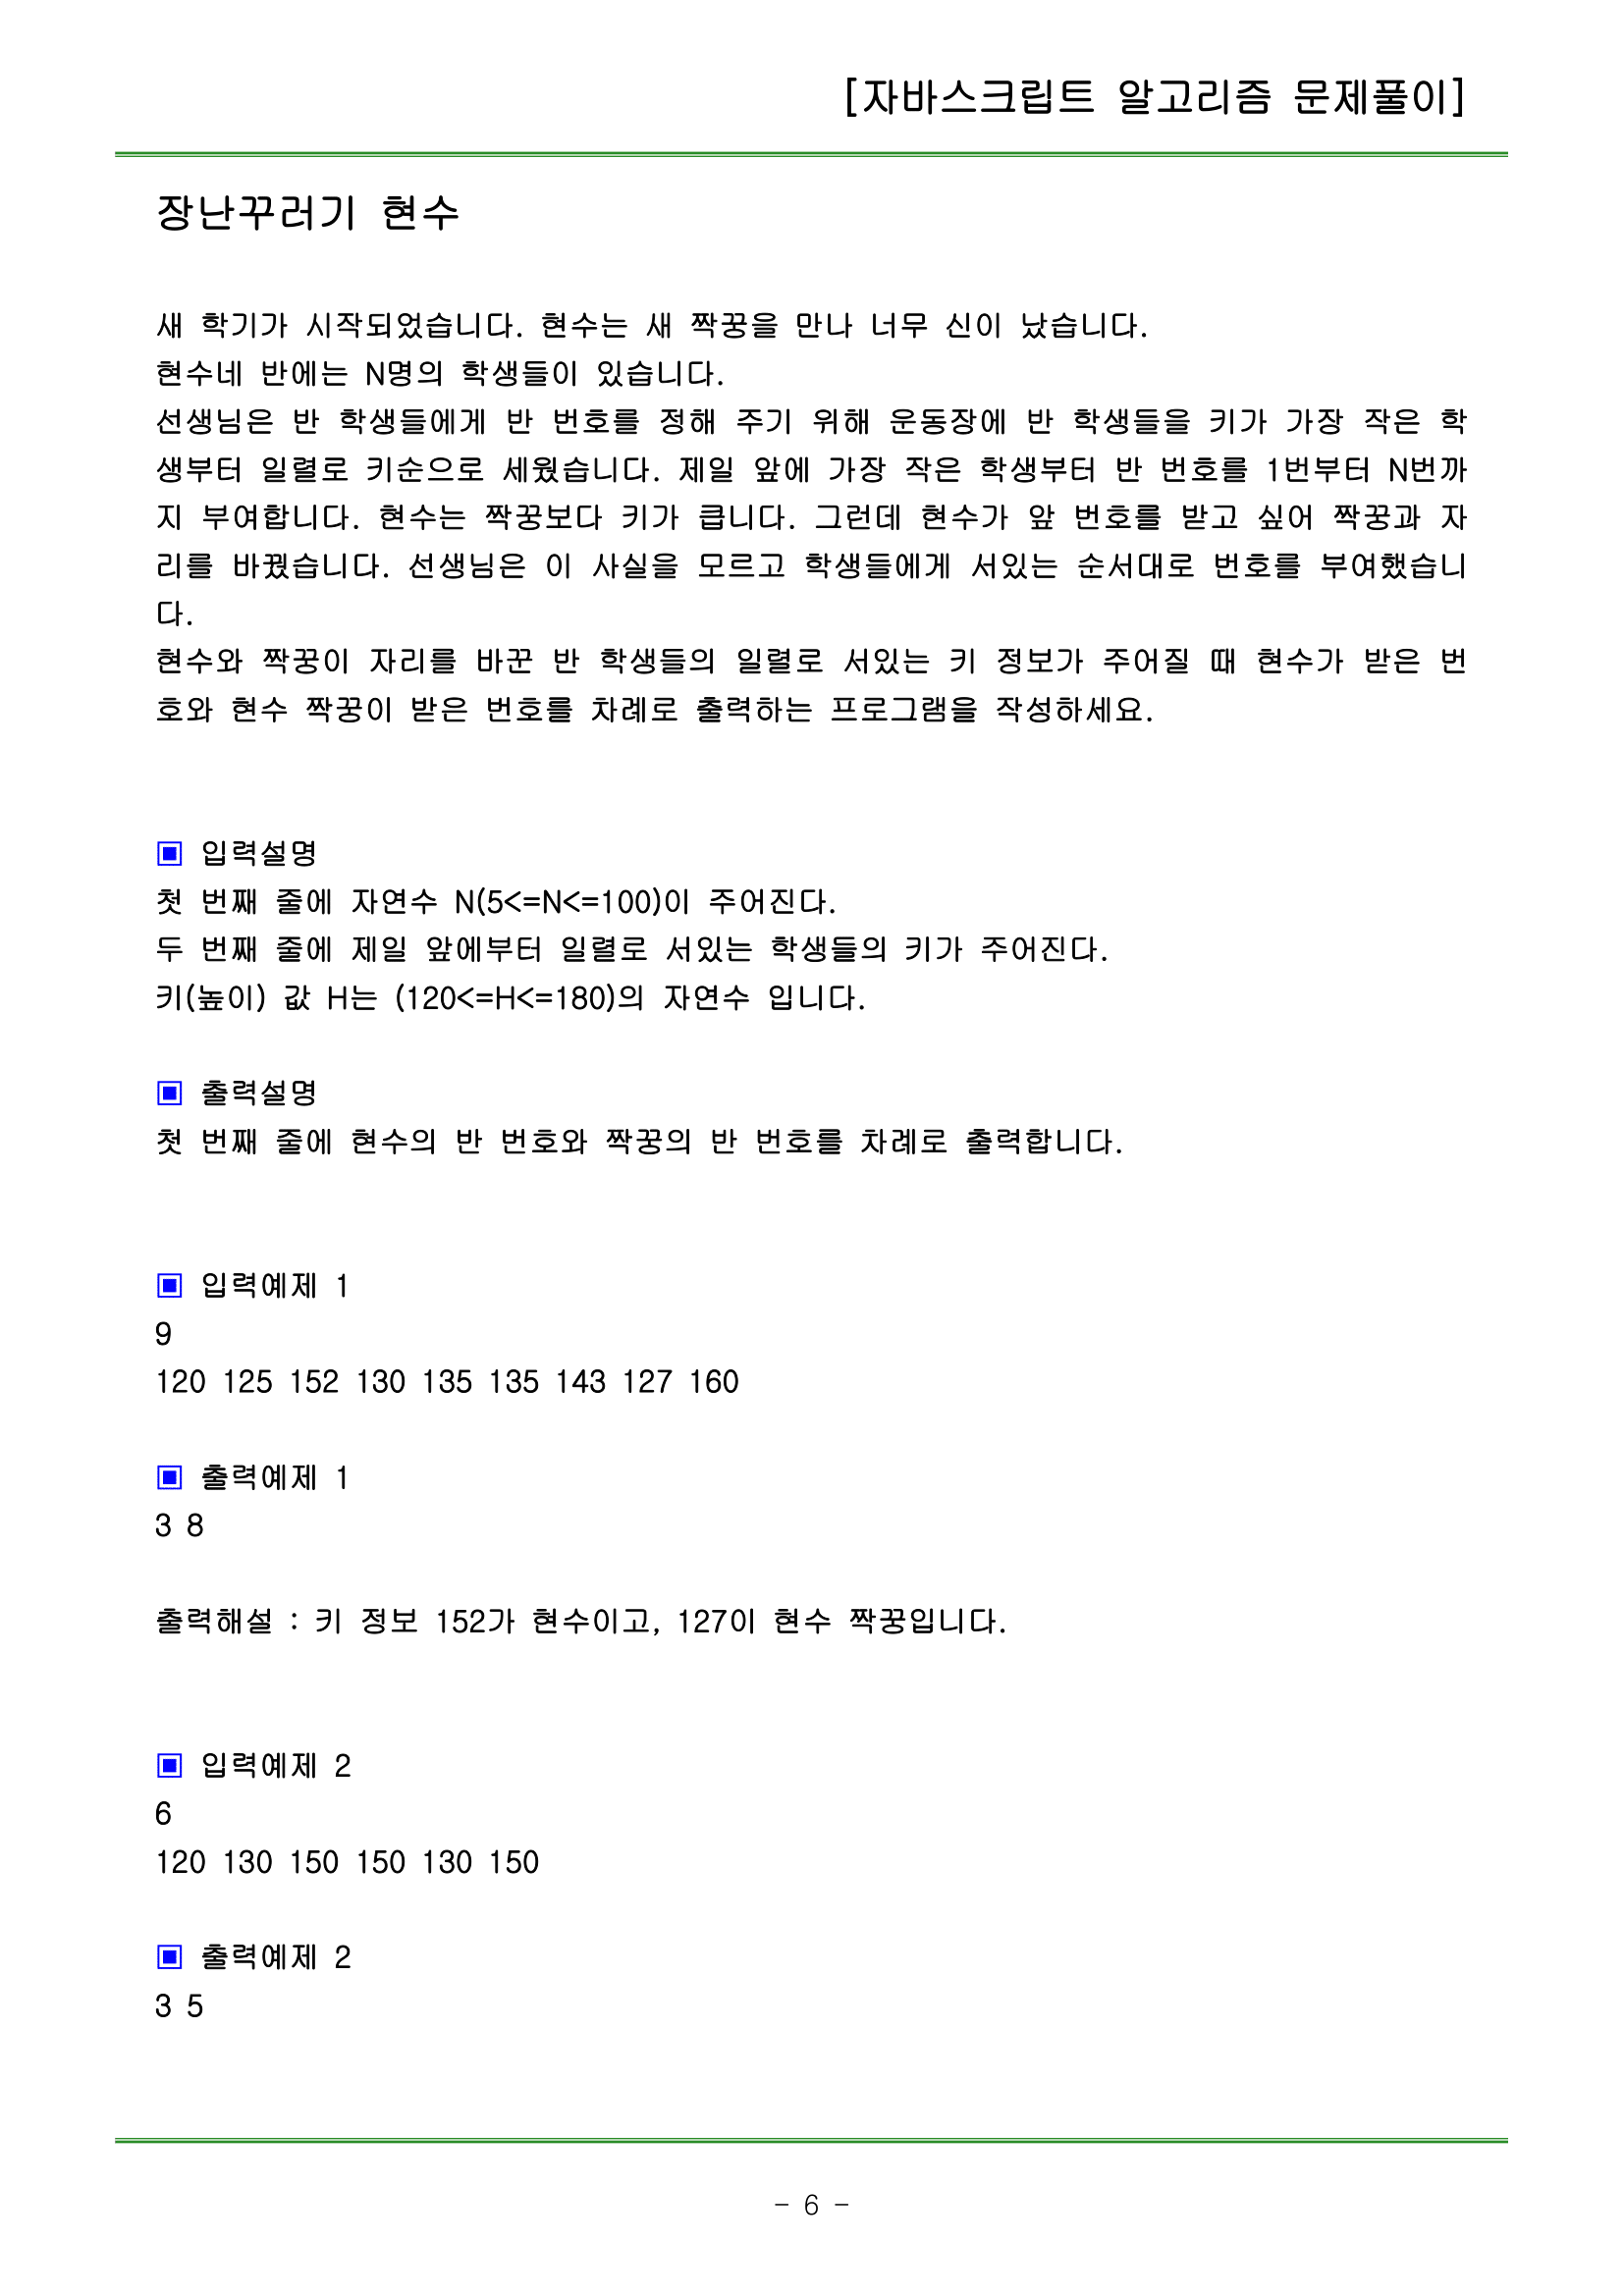 [자바스크립트 알고리즘 문제풀이]
장난꾸러기 현수
새 학기가 시작되었습니다. 현수는 새 짝꿍을 만나 너무 신이 났습니다.
현수네 반에는 N명의 학생들이 있습니다.
선생님은 반 학생들에게 반 번호를 정해 주기 위해 운동장에 반 학생들을 키가 가장 작은 학
생부터 일렬로 키순으로 세웠습니다. 제일 앞에 가장 작은 학생부터 반 번호를 1번부터 N번까
지 부여합니다. 현수는 짝꿍보다 키가 큽니다. 그런데 현수가 앞 번호를 받고 싶어 짝꿍과 자
리를 바꿨습니다. 선생님은 이 사실을 모르고 학생들에게 서있는 순서대로 번호를 부여했습니
다.
현수와 짝꿍이 자리를 바꾼 반 학생들의 일렬로 서있는 키 정보가 주어질 때 현수가 받은 번
호와 현수 짝꿍이 받은 번호를 차례로 출력하는 프로그램을 작성하세요.
▣ 입력설명
첫 번째 줄에 자연수 N(5<=N<=100)이 주어진다.
두 번째 줄에 제일 앞에부터 일렬로 서있는 학생들의 키가 주어진다.
키(높이) 값 H는 (120<=H<=180)의 자연수 입니다.
▣ 출력설명
첫 번째 줄에 현수의 반 번호와 짝꿍의 반 번호를 차례로 출력합니다.
▣ 입력예제 1
9
120 125 152 130 135 135 143 127 160
▣ 출력예제 1
3 8
출력해설 : 키 정보 152가 현수이고, 127이 현수 짝꿍입니다.
▣ 입력예제 2
6
120 130 150 150 130 150
▣ 출력예제 2
3 5
- 6 -